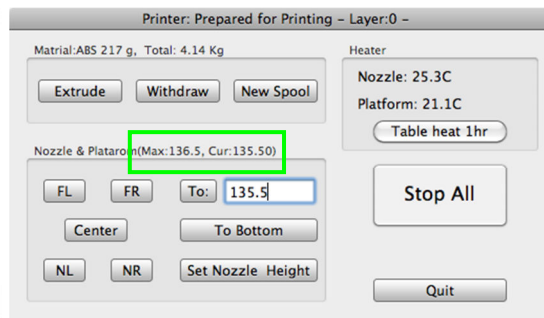 Printer: Prepared for Printing – Layer:0 –
Matrial:ABS 217 g, Total: 4.14 Kg
Extrude Withdraw New Spool
Heater
Nozzle: 25.3C
Platform: 21.1C
Table heat 1hr
Nozzle & Platarom(Max:136.5, Cur:135.50)
FL FR To: 135.5
Center To Bottom
NL NR Set Nozzle Height
Stop All
Quit